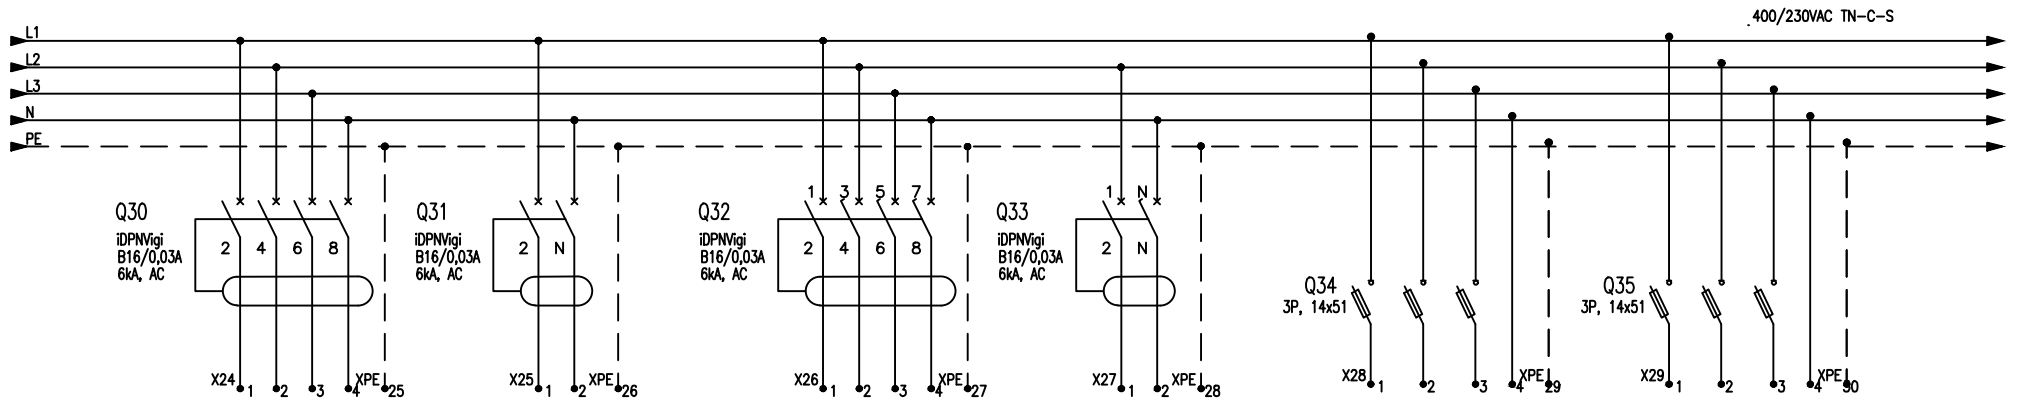 400/230VAC TN-C-S
L1
L2
L3
N
PE
1 3 5 7 1 N
Q30 Q31 Q32 Q33
iDPNVigi iDPNVigi iDPNVigi iDPNVigi
B16/0,03A B16/0,03A B16/0,03A B16/0,03A
6kA, AC 6kA, AC 6kA, AC 6kA, AC
2 4 6 8 2 N 2 4 6 8 2 N
Q34 Q35
3P, 14x51 3P, 14x51
X24 1 2 3 4 XPE 25
X25 1 2 XPE 26
X26 1 2 3 4 XPE 27
X27 1 2 XPE 28
X28 1 2 3 4 XPE 29
X29 1 2 3 4 XPE 30